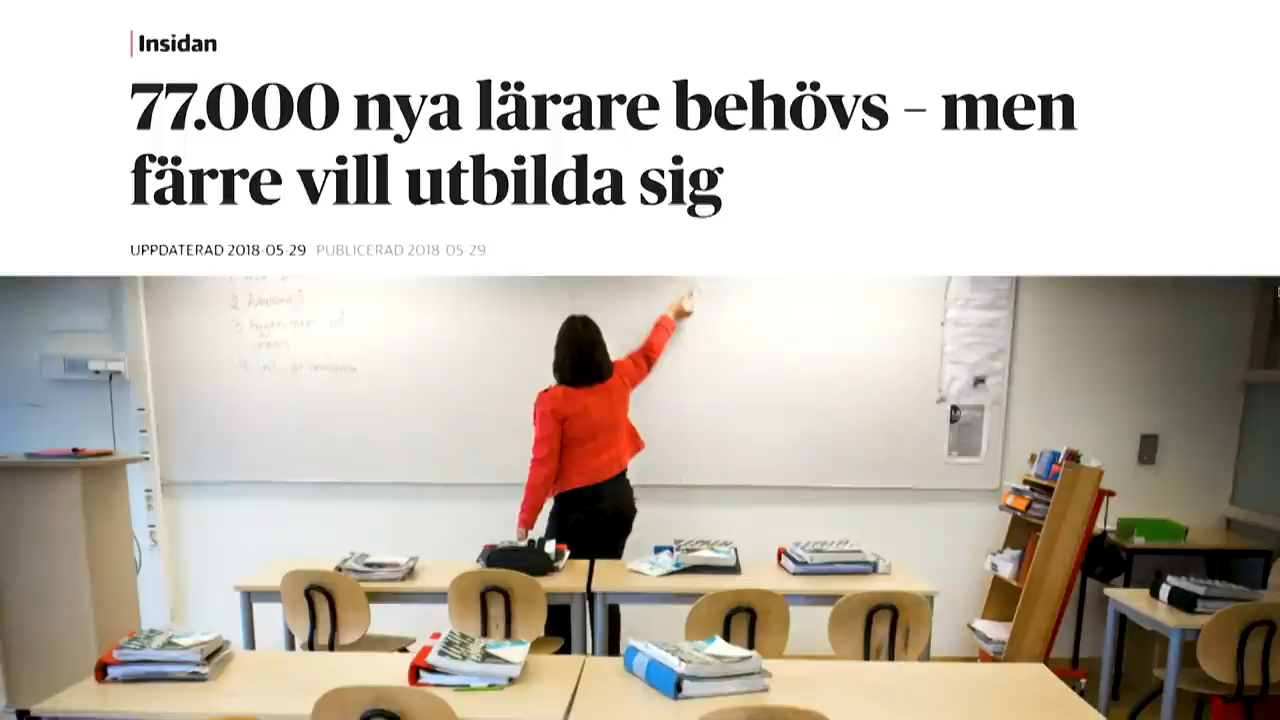 Insidan
77.000 nya lärare behövs – men
färre vill utbilda sig
UPPDATERAD 2018-05-29 PUBLICERAD 2018-05-29